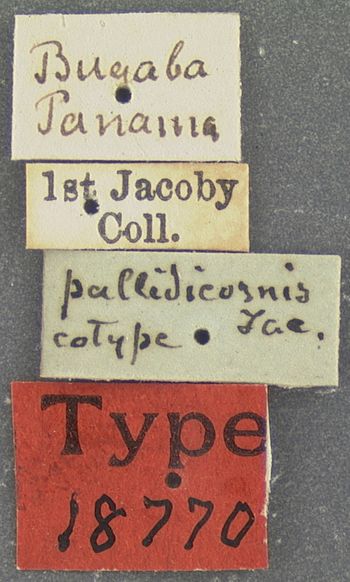 Bugaba
Panama
1st Jacoby
Coll.
pallidicornis
cotype Jac.
Type
18770